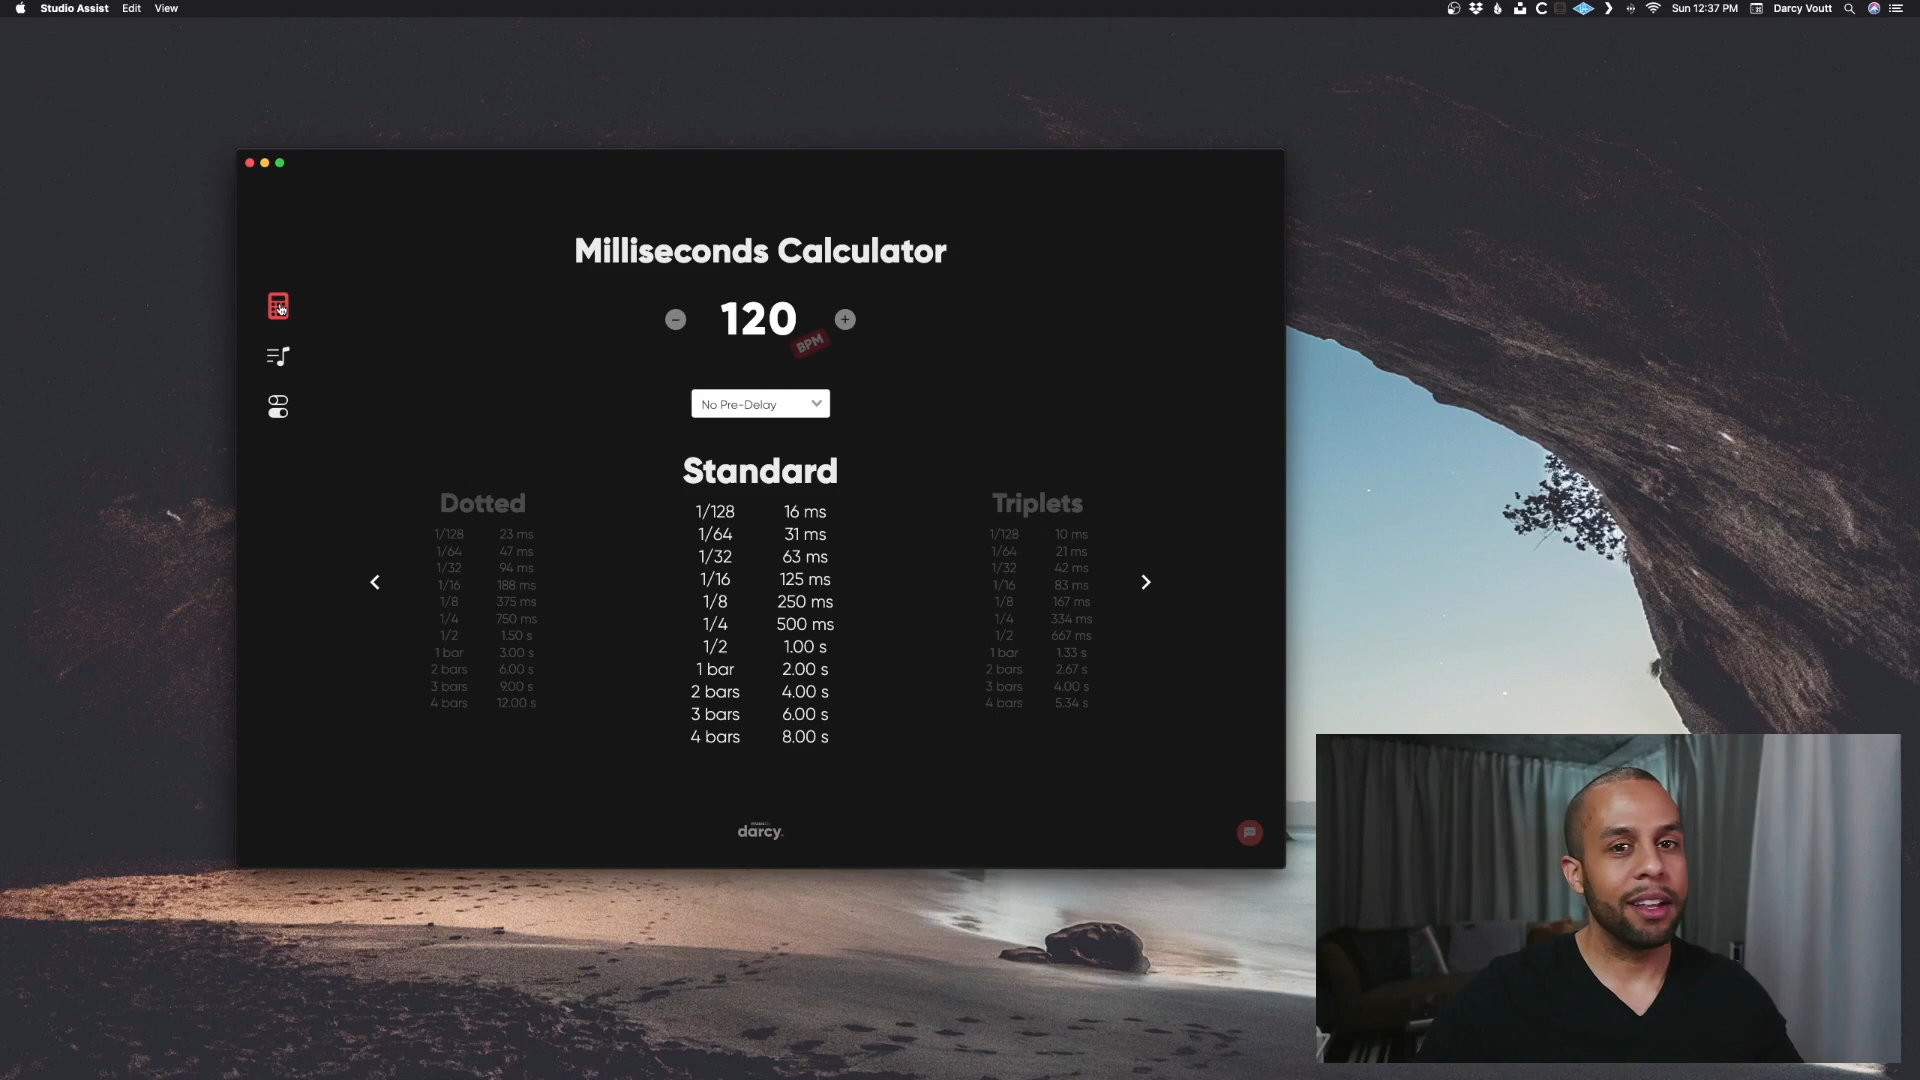 Studio Assist Edit View
Sun 12:37 PM Darcy Voutt
Milliseconds Calculator
120
BPM
No Pre-Delay
Dotted
1/128 23 ms
1/64 47 ms
1/32 94 ms
1/16 188 ms
1/8 375 ms
1/4 750 ms
1/2 1.50 s
1 bar 3.00 s
2 bars 6.00 s
3 bars 9.00 s
4 bars 12.00 s
Standard
1/128 16 ms
1/64 31 ms
1/32 63 ms
1/16 125 ms
1/8 250 ms
1/4 500 ms
1/2 1.00 s
1 bar 2.00 s
2 bars 4.00 s
3 bars 6.00 s
4 bars 8.00 s
Triplets
1/128 10 ms
1/64 21 ms
1/32 42 ms
1/16 83 ms
1/8 167 ms
1/4 334 ms
1/2 667 ms
1 bar 1.33 s
2 bars 2.67 s
3 bars 4.00 s
4 bars 5.34 s
darcy.